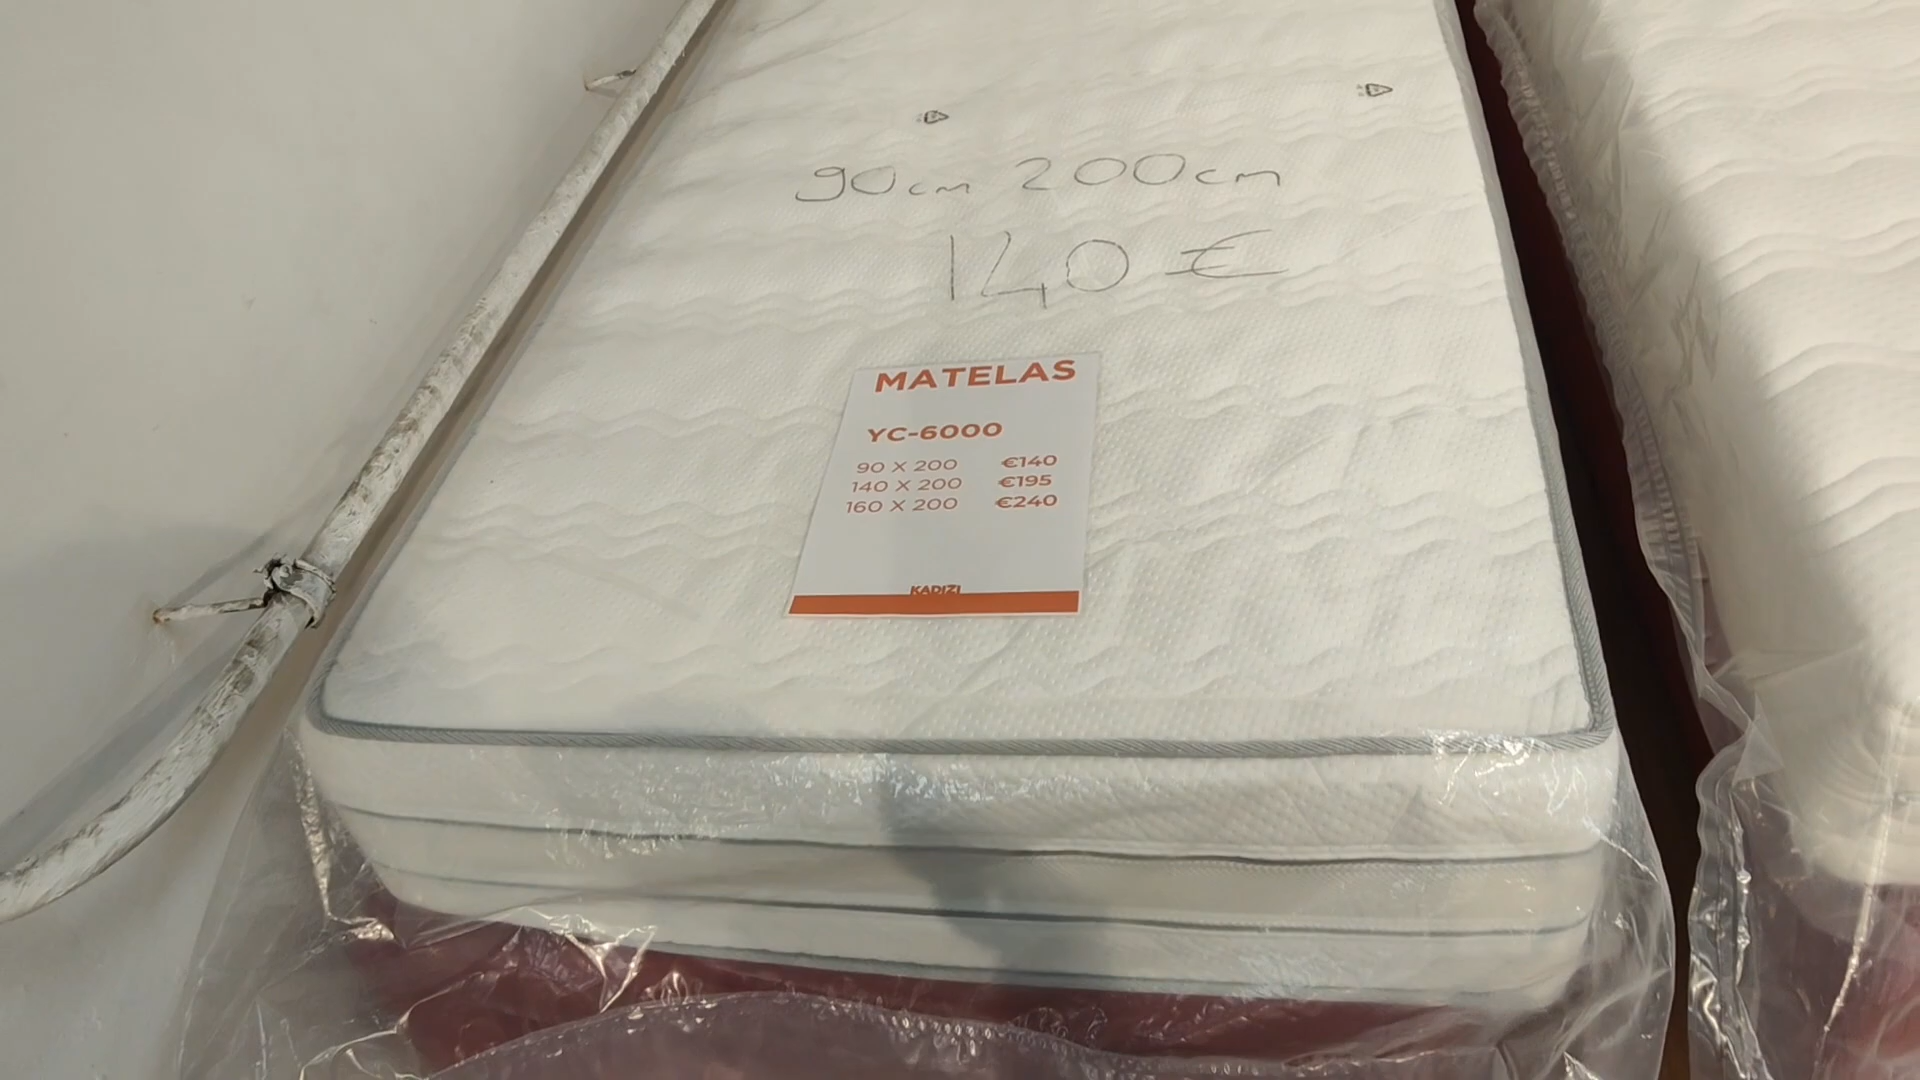 90cm 200cm
140 €
MATELAS
YC-6000
90 X 200 €140
140 X 200 €195
160 X 200 €240
KADIZI